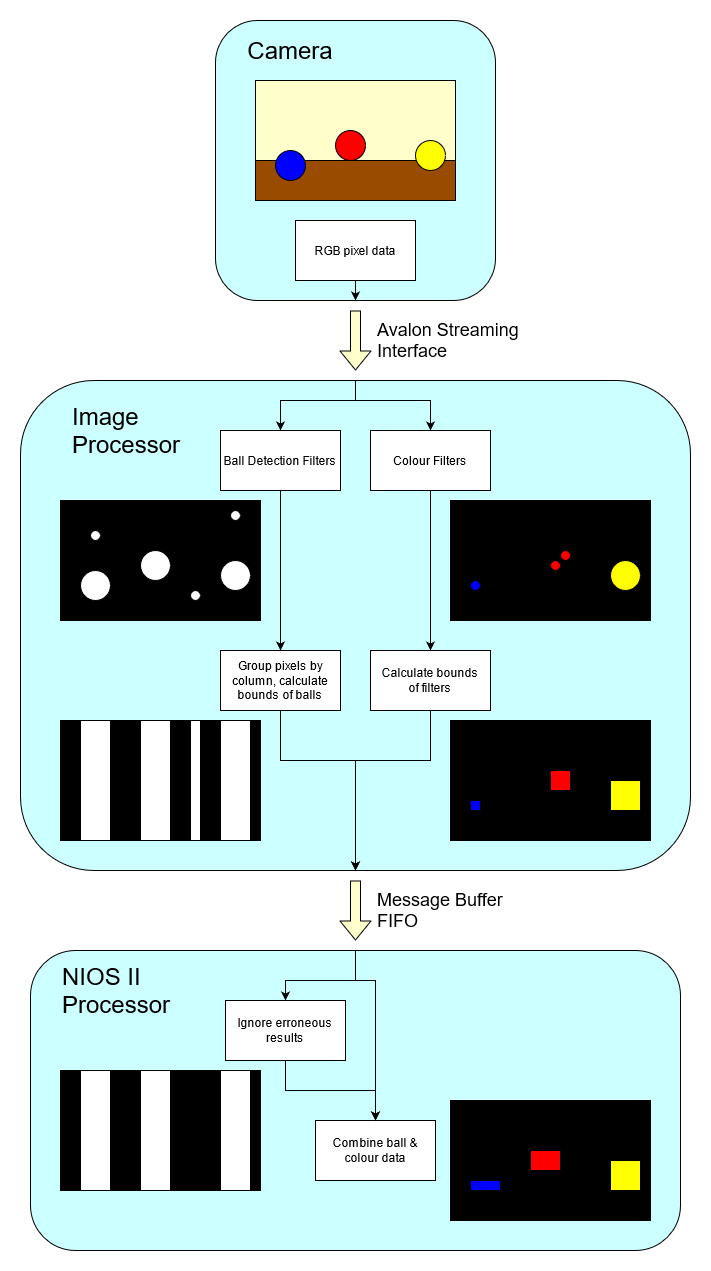 Camera
RGB pixel data
Avalon Streaming
Interface
Image
Processor
Ball Detection Filters
Colour Filters
Group pixels by
column, calculate
bounds of balls
Calculate bounds
of filters
Message Buffer
FIFO
NIOS II
Processor
Ignore erroneous
results
Combine ball &
colour data